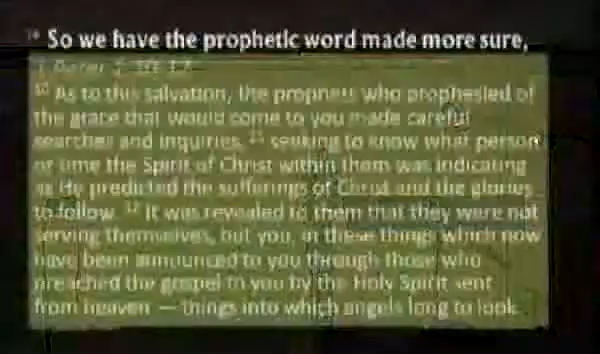 ¹⁹ So we have the prophetic word made more sure,
1 Peter 1:10-12
¹⁰ As to this salvation, the prophets who prophesied of
the grace that would come to you made careful
searches and inquiries, ¹¹ seeking to know what person
or time the Spirit of Christ within them was indicating
as He predicted the sufferings of Christ and the glories
to follow. ¹² It was revealed to them that they were not
serving themselves, but you, in these things which now
have been announced to you through those who
preached the gospel to you by the Holy Spirit sent
from heaven — things into which angels long to look.